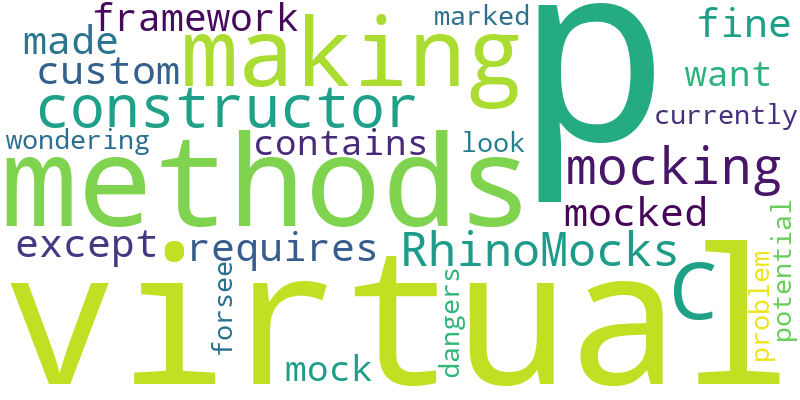 framework
marked
fine
made
making
p
custom
want
constructor
currently
wondering
contains
look
methods
mocking
mocked
except
requires
RhinoMocks
potential
virtual
c
forsee
dangers
problem
mock